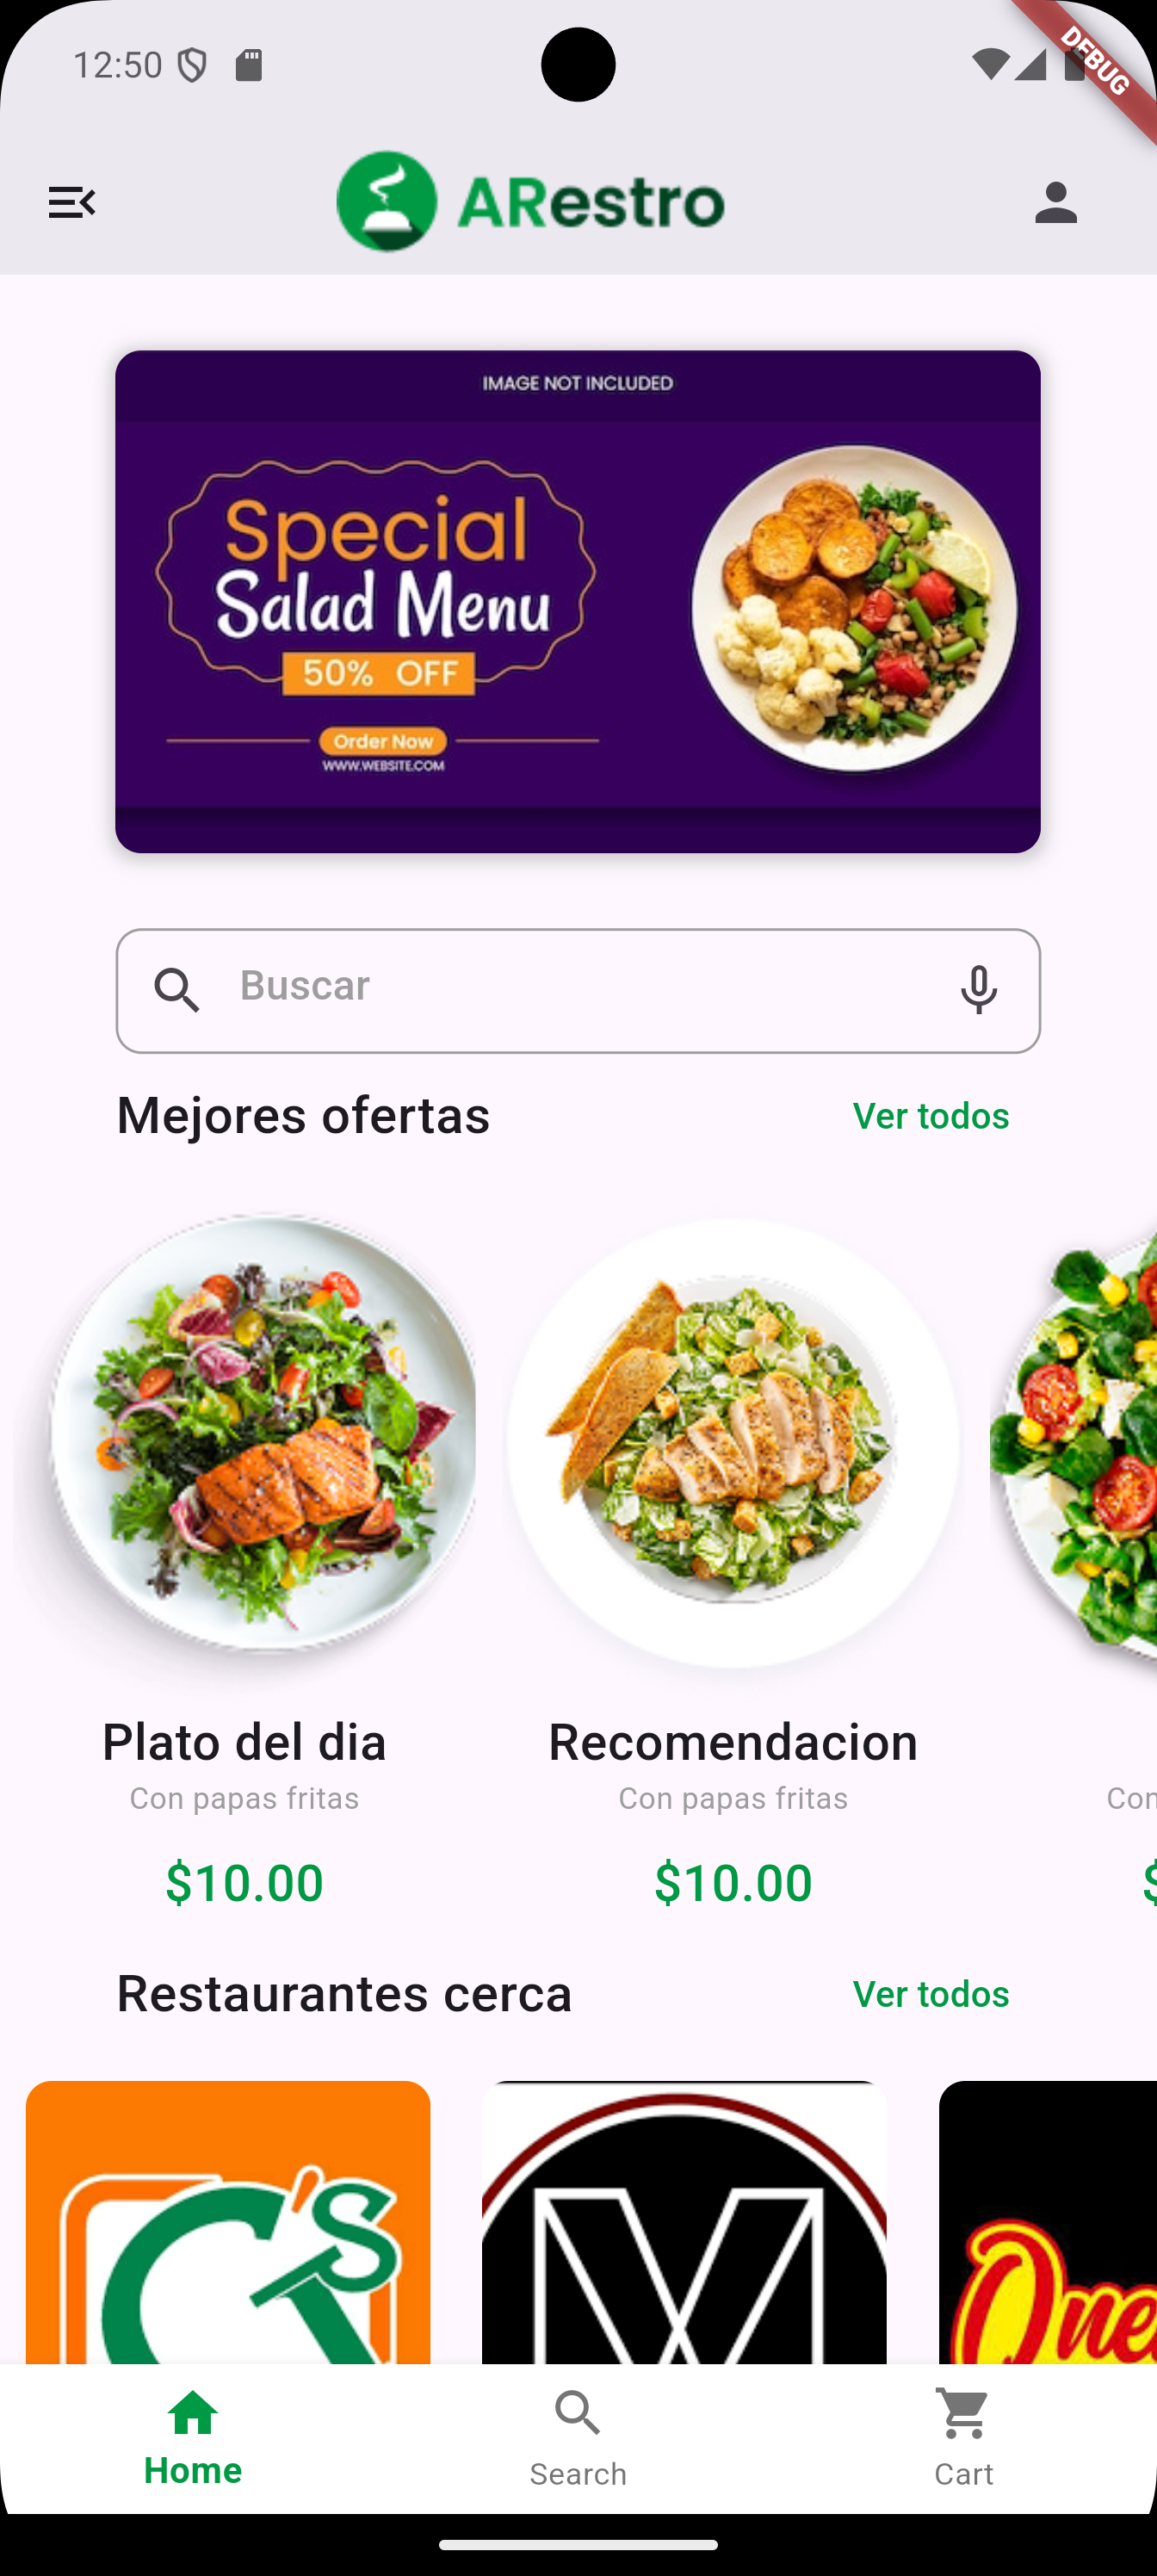 12:50
DEBUG
ARestro
IMAGE NOT INCLUDED
Special
Salad Menu
50% OFF
Order Now
WWW.WEBSITE.COM
Buscar
Mejores ofertas
Ver todos
Plato del dia
Recomendacion
Con papas fritas
Con papas fritas
Con
$10.00
$10.00
$
Restaurantes cerca
Ver todos
G's
Home
Search
Cart